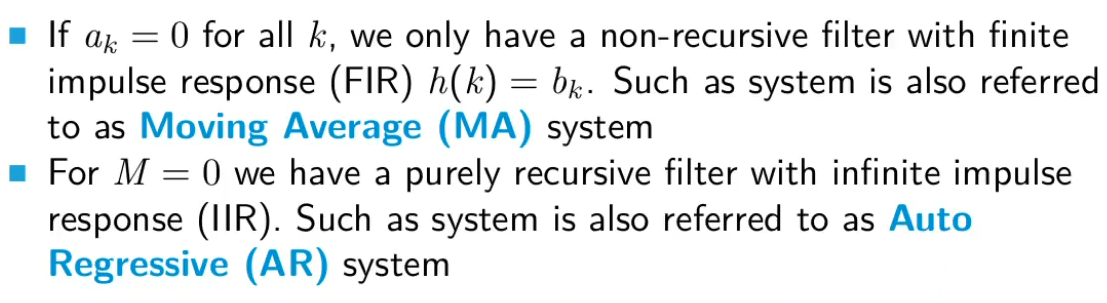 If a_k = 0 for all k, we only have a non-recursive filter with finite
impulse response (FIR) h(k) = b_k. Such as system is also referred
to as Moving Average (MA) system
For M = 0 we have a purely recursive filter with infinite impulse
response (IIR). Such as system is also referred to as Auto
Regressive (AR) system